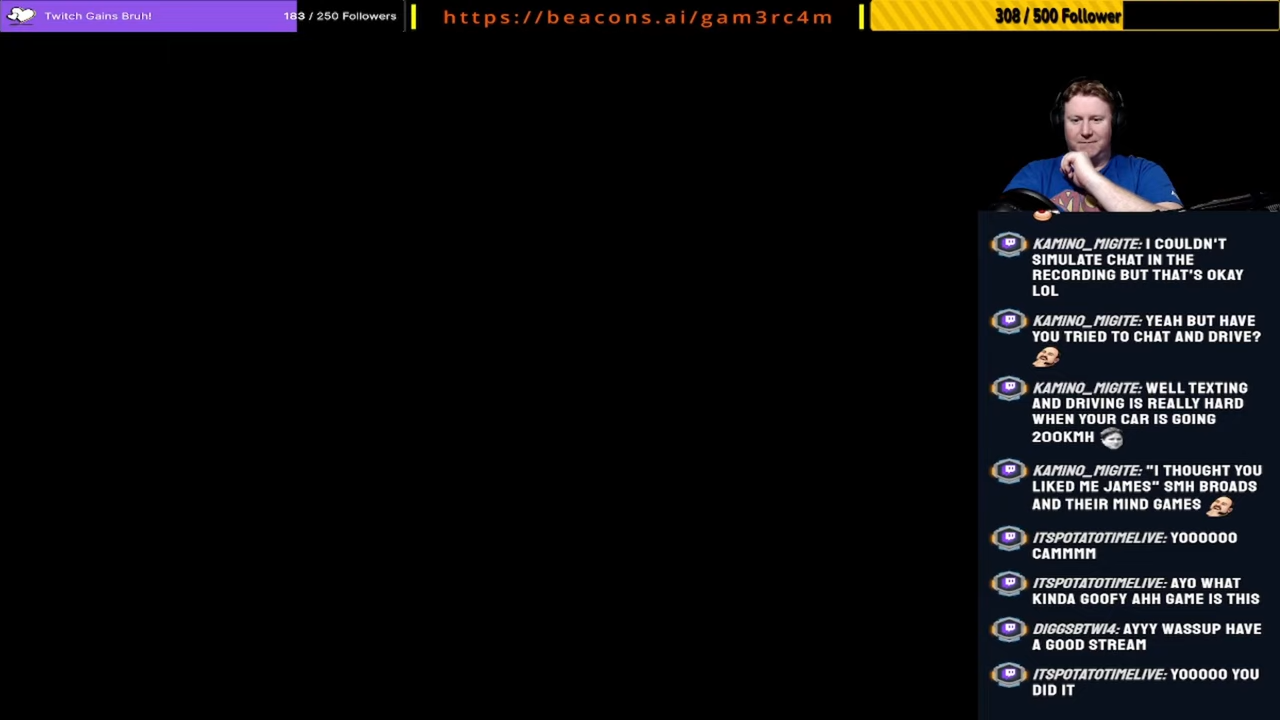 Twitch Gains Bruh!
183 / 250 Followers
https://beacons.ai/gam3rc4m
308 / 500 Follower
KAMINO_MIGITE: I COULDN'T
SIMULATE CHAT IN THE
RECORDING BUT THAT'S OKAY
LOL
KAMINO_MIGITE: YEAH BUT HAVE
YOU TRIED TO CHAT AND DRIVE?
KAMINO_MIGITE: WELL TEXTING
AND DRIVING IS REALLY HARD
WHEN YOUR CAR IS GOING
200KMH
KAMINO_MIGITE: "I THOUGHT YOU
LIKED ME JAMES" SMH BROADS
AND THEIR MIND GAMES
ITSPOTATOTIMELIVE: YOOOOOO
CAMMMM
ITSPOTATOTIMELIVE: AYO WHAT
KINDA GOOFY AHH GAME IS THIS
DIGGSBTW14: AYYY WASSUP HAVE
A GOOD STREAM
ITSPOTATOTIMELIVE: YOOOOO YOU
DID IT